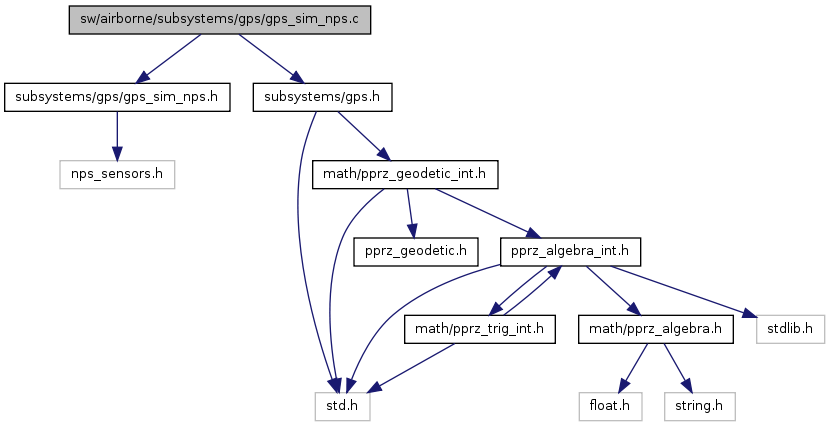 sw/airborne/subsystems/gps/gps_sim_nps.c
subsystems/gps/gps_sim_nps.h
subsystems/gps.h
nps_sensors.h
math/pprz_geodetic_int.h
pprz_geodetic.h
pprz_algebra_int.h
math/pprz_trig_int.h
math/pprz_algebra.h
stdlib.h
std.h
float.h
string.h